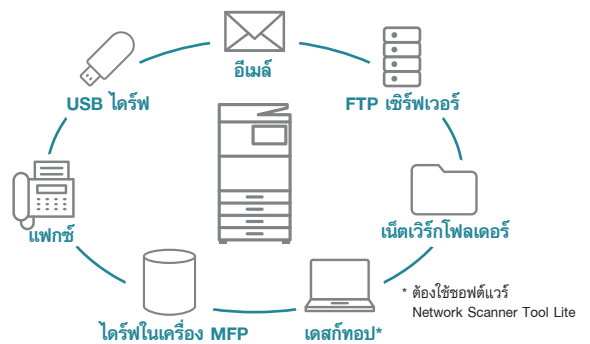 อีเมล์
USB ไดร์ฟ
FTP เซิร์ฟเวอร์
แฟกซ์
เน็ตเวิร์กโฟลเดอร์
ไดร์ฟในเครื่อง MFP
เดสก์ทอป*
* ต้องใช้ซอฟต์แวร์
Network Scanner Tool Lite